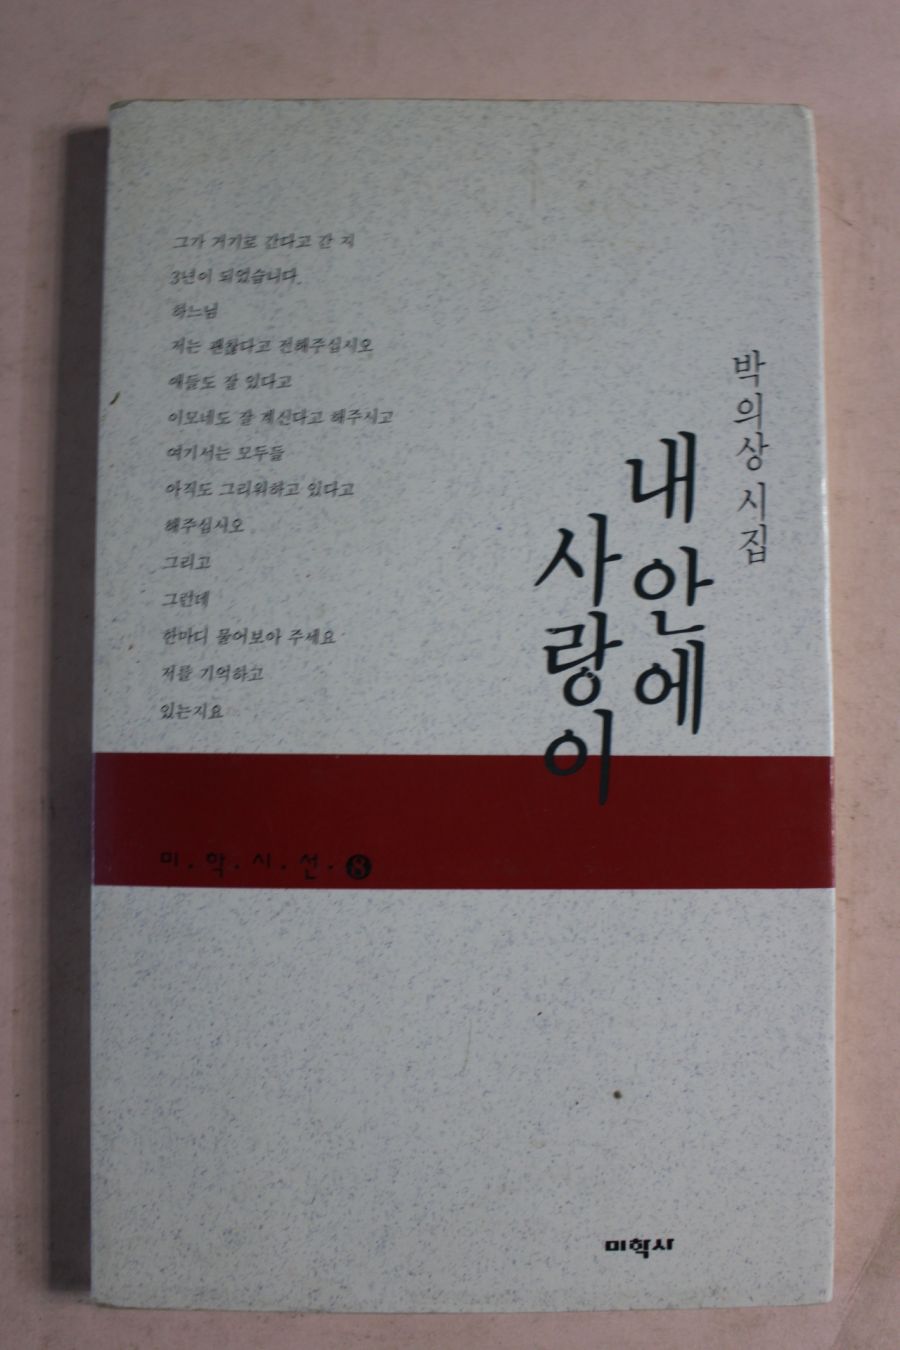 그가 거기로 간다고 간 지
3년이 되었습니다.
하느님
저는 괜찮다고 전해주십시오
애들도 잘 있다고
이모네도 잘 계신다고 해주시고
여기서는 모두들
아직도 그리워하고 있다고
해주십시오
그리고
그런데
한마디 물어보아 주세요
저를 기억하고
있는지요
박의상 시집
내 안에
사랑이
미·학·시·선·8
미학사